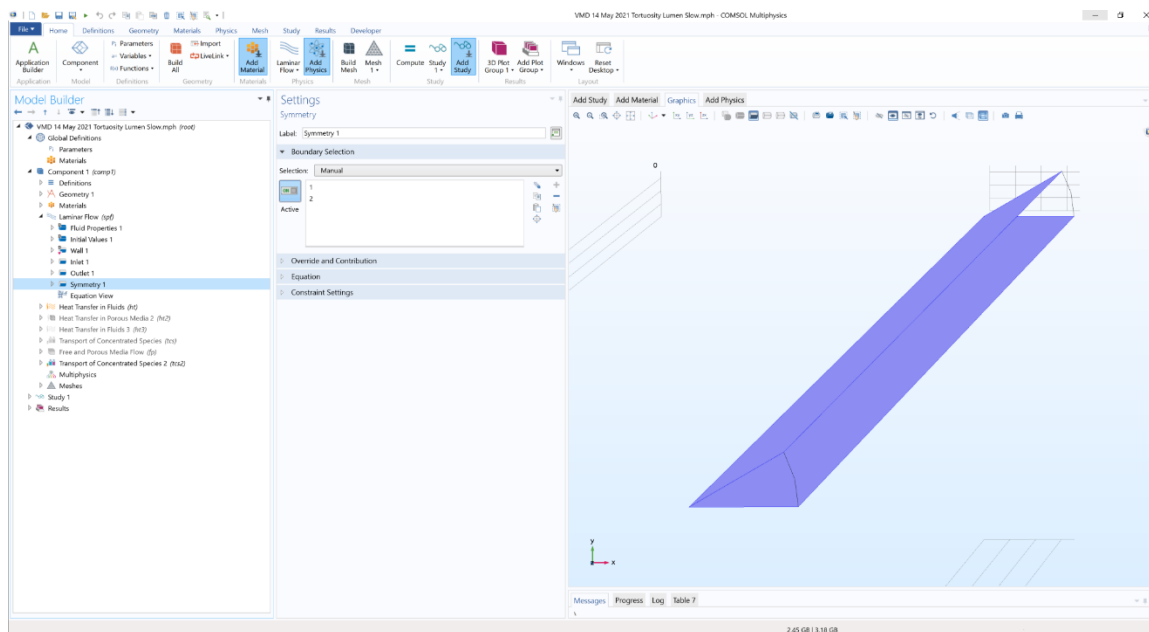 VMD 14 May 2021 Tortuosity Lumen Slow.mph - COMSOL Multiphysics
File Home Definitions Geometry Materials Physics Mesh Study Results Developer
Application Builder
Component
Parameters
Variables
Functions
Build All
Import
LiveLink
Add Material
Laminar Flow
Add Physics
Build Mesh
Mesh 1
Compute
Study 1
Add Study
3D Plot Group 1
Add Plot Group
Windows
Reset Desktop
Application Model Definitions Geometry Materials Physics Mesh Study Results Layout
Model Builder
VMD 14 May 2021 Tortuosity Lumen Slow.mph (root)
Global Definitions
Parameters
Materials
Component 1 (comp1)
Definitions
Geometry 1
Materials
Laminar Flow (spf)
Fluid Properties 1
Initial Values 1
Wall 1
Inlet 1
Outlet 1
Symmetry 1
Equation View
Heat Transfer in Fluids (ht)
Heat Transfer in Porous Media 2 (ht2)
Heat Transfer in Fluids 3 (ht3)
Transport of Concentrated Species (tcs)
Free and Porous Media Flow (fp)
Transport of Concentrated Species 2 (tcs2)
Multiphysics
Meshes
Study 1
Results
Settings
Symmetry
Label: Symmetry 1
Boundary Selection
Selection: Manual
1
2
Active
Override and Contribution
Equation
Constraint Settings
Add Study Add Material Graphics Add Physics
0
y
x
Messages Progress Log Table 7
2.45 GB | 3.18 GB